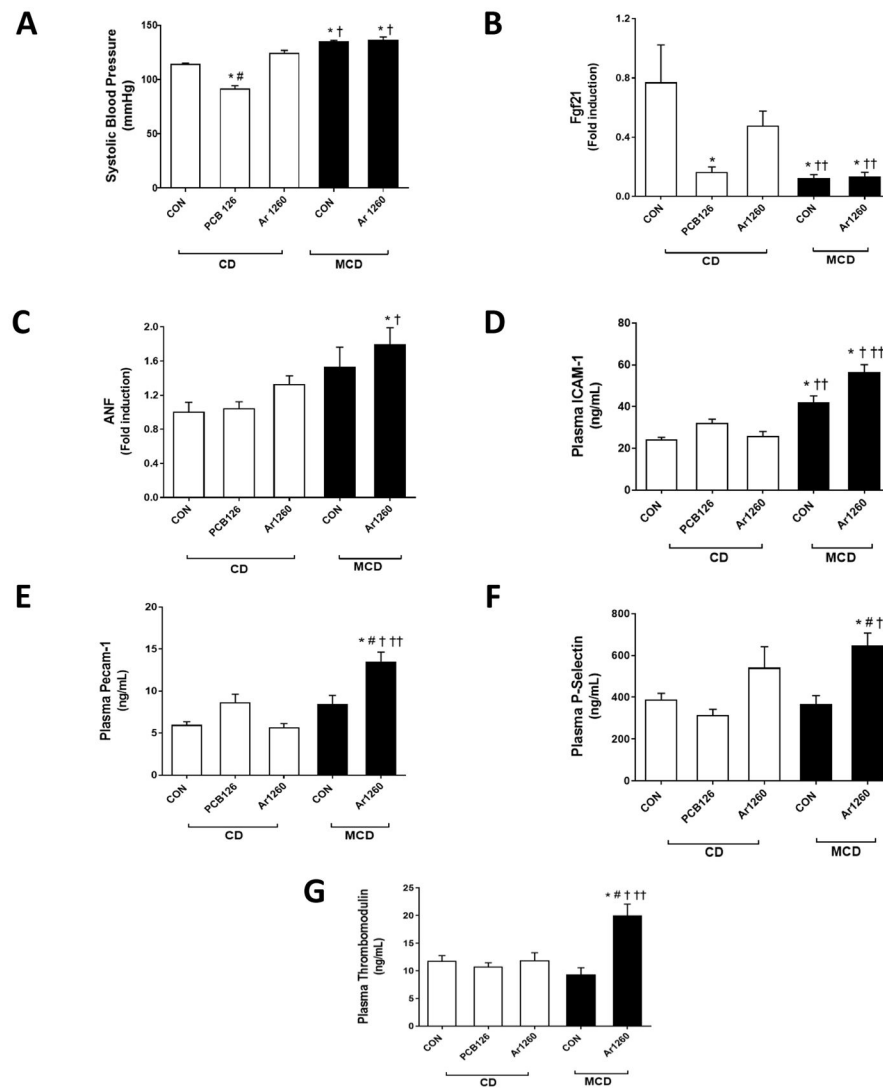 A
Systolic Blood Pressure
(mmHg)
150
100
50
0
* #
* †
* †
CON
PCB 126
Ar 1260
CON
Ar 1260
CD
MCD
B
Fgf21
(Fold induction)
1.2
0.8
0.4
0.0
*
* ††
* ††
CON
PCB126
Ar1260
CON
Ar1260
CD
MCD
C
ANF
(Fold induction)
2.0
1.6
1.2
0.8
0.4
0.0
* †
CON
PCB126
Ar1260
CON
Ar1260
CD
MCD
D
Plasma ICAM-1
(ng/mL)
80
60
40
20
0
* ††
* † ††
CON
PCB126
Ar1260
CON
Ar1260
CD
MCD
E
Plasma Pecam-1
(ng/mL)
15
10
5
0
* # † ††
CON
PCB126
Ar1260
CON
Ar1260
CD
MCD
F
Plasma P-Selectin
(ng/mL)
800
600
400
200
0
* # †
CON
PCB126
Ar1260
CON
Ar1260
CD
MCD
G
Plasma Thrombomodulin
(ng/mL)
25
20
15
10
5
0
* # † ††
CON
PCB126
Ar1260
CON
Ar1260
CD
MCD